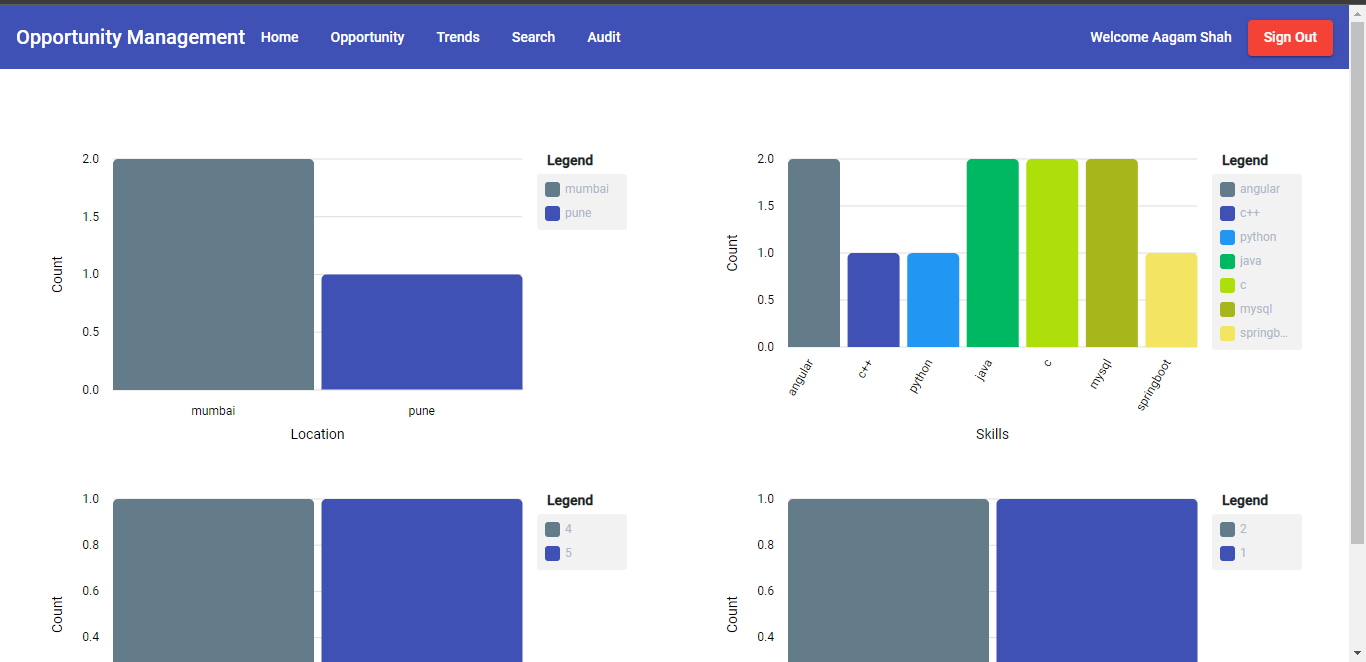 Opportunity Management Home Opportunity Trends Search Audit Welcome Aagam Shah Sign Out
2.0
1.5
1.0
0.5
0.0
Count
mumbai pune
Location
Legend
mumbai
pune
2.0
1.5
1.0
0.5
0.0
Count
angular c++ python java c mysql springboot
Skills
Legend
angular
c++
python
java
c
mysql
springb...
1.0
0.8
0.6
0.4
Count
Legend
4
5
1.0
0.8
0.6
0.4
Count
Legend
2
1